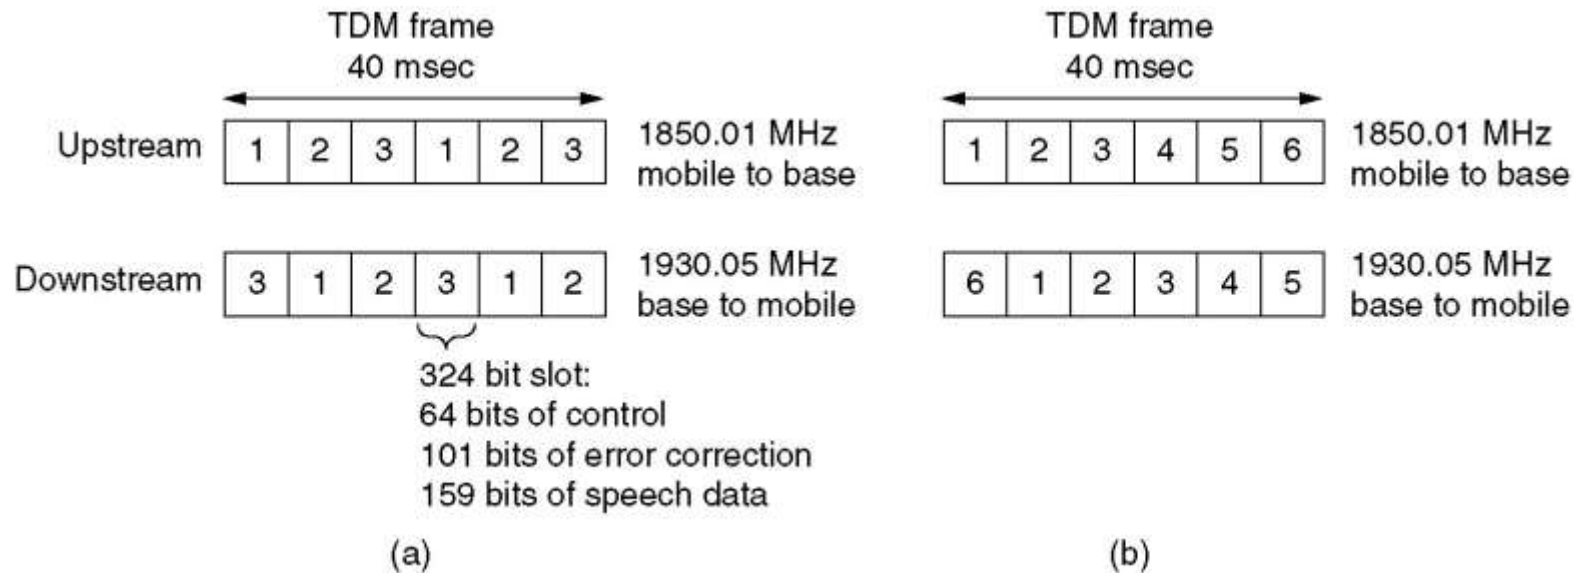 TDM frame
40 msec
Upstream
1 2 3 1 2 3
1850.01 MHz
mobile to base
Downstream
3 1 2 3 1 2
1930.05 MHz
base to mobile
324 bit slot:
64 bits of control
101 bits of error correction
159 bits of speech data
(a)
TDM frame
40 msec
1 2 3 4 5 6
1850.01 MHz
mobile to base
6 1 2 3 4 5
1930.05 MHz
base to mobile
(b)